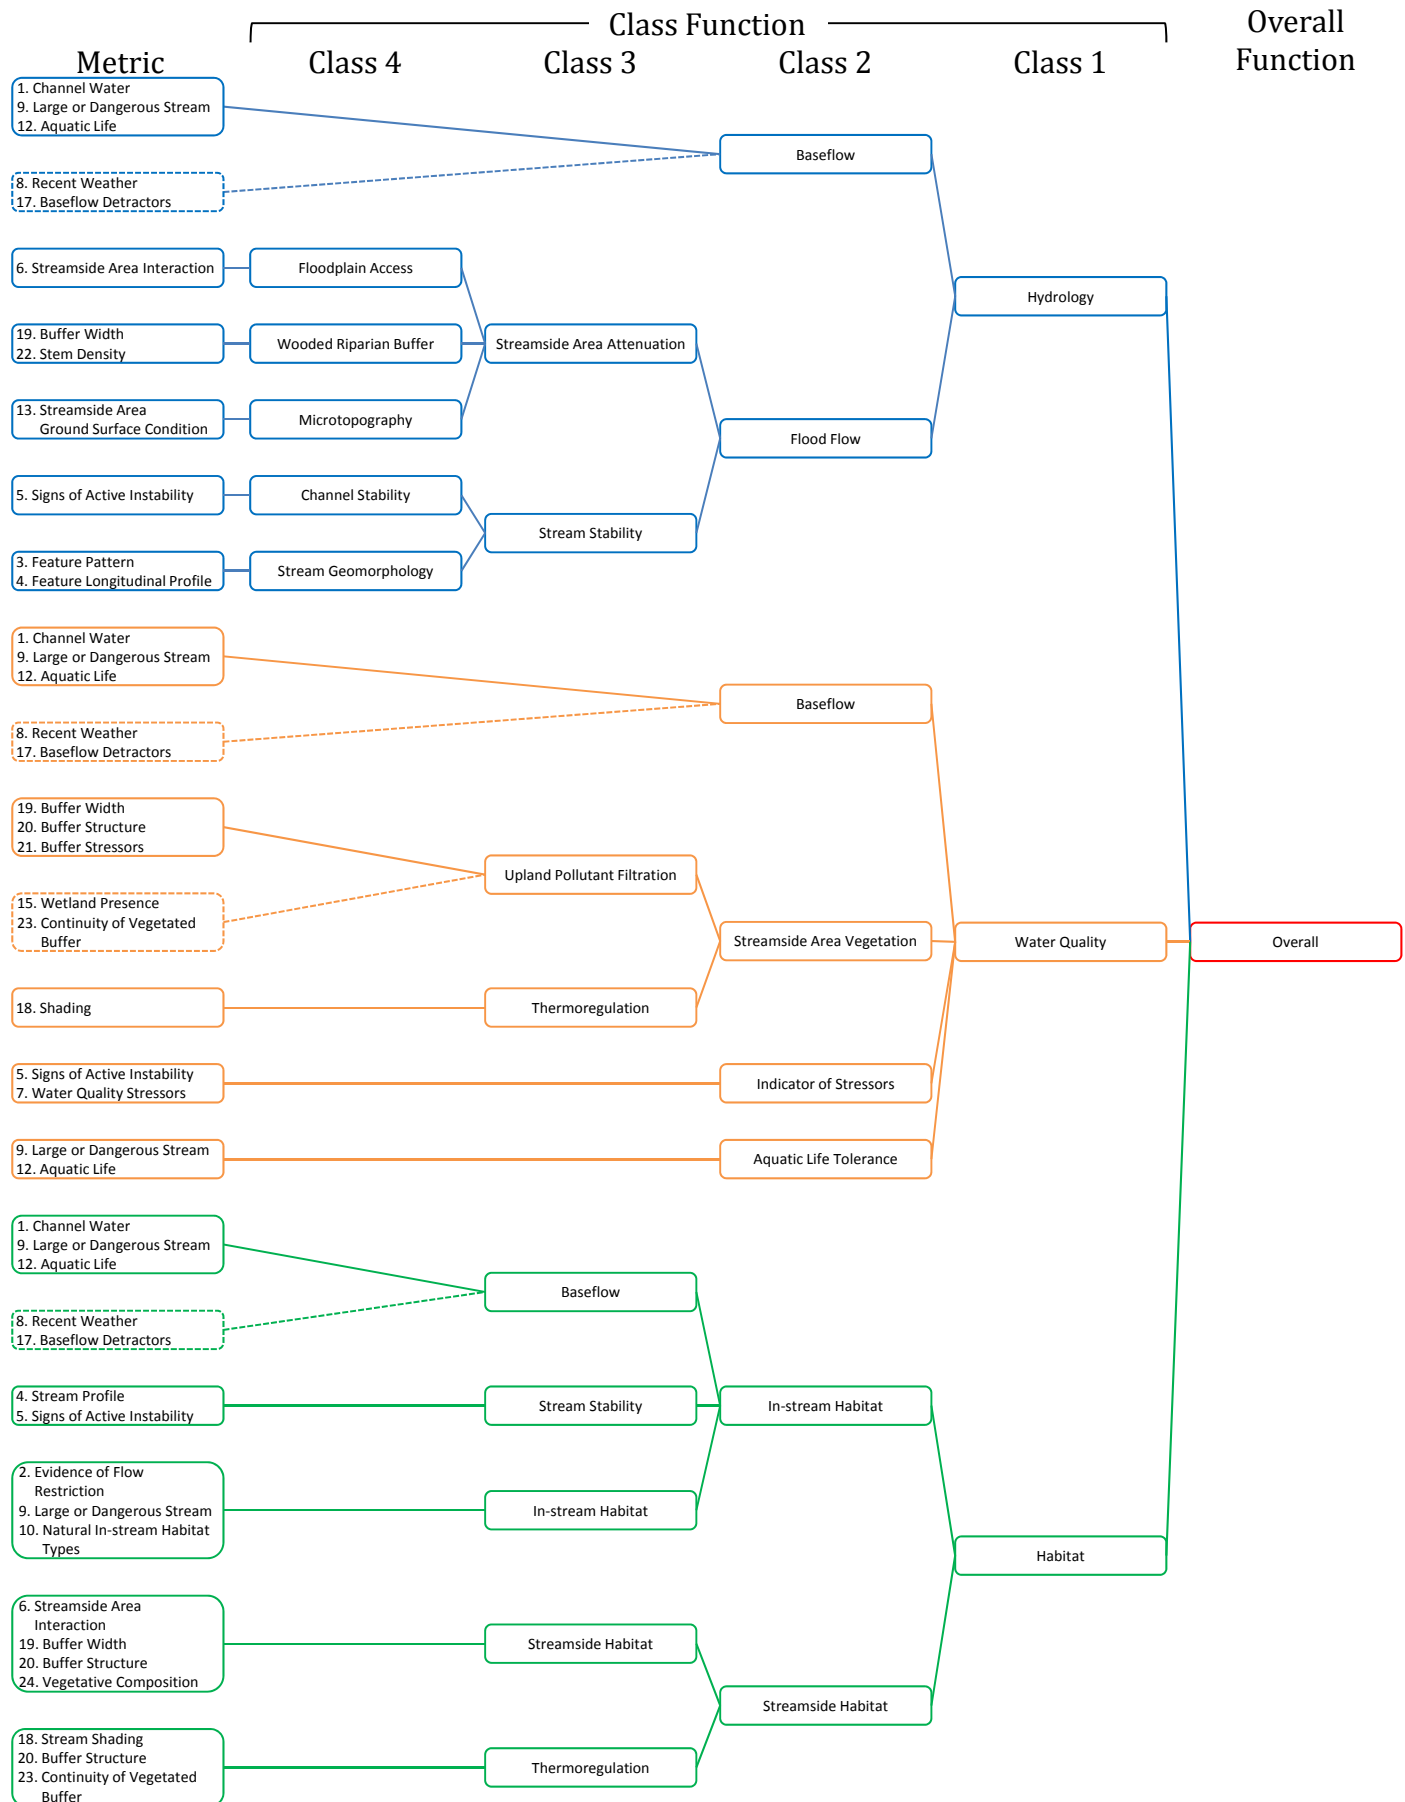 Class Function
Overall
Function
Metric
Class 4
Class 3
Class 2
Class 1
1. Channel Water
9. Large or Dangerous Stream
12. Aquatic Life
Baseflow
8. Recent Weather
17. Baseflow Detractors
6. Streamside Area Interaction
Floodplain Access
Hydrology
19. Buffer Width
22. Stem Density
Wooded Riparian Buffer
Streamside Area Attenuation
13. Streamside Area
Ground Surface Condition
Microtopography
Flood Flow
5. Signs of Active Instability
Channel Stability
Stream Stability
3. Feature Pattern
4. Feature Longitudinal Profile
Stream Geomorphology
1. Channel Water
9. Large or Dangerous Stream
12. Aquatic Life
Baseflow
8. Recent Weather
17. Baseflow Detractors
19. Buffer Width
20. Buffer Structure
21. Buffer Stressors
Upland Pollutant Filtration
15. Wetland Presence
23. Continuity of Vegetated
Buffer
Streamside Area Vegetation
Water Quality
Overall
18. Shading
Thermoregulation
5. Signs of Active Instability
7. Water Quality Stressors
Indicator of Stressors
9. Large or Dangerous Stream
12. Aquatic Life
Aquatic Life Tolerance
1. Channel Water
9. Large or Dangerous Stream
12. Aquatic Life
Baseflow
8. Recent Weather
17. Baseflow Detractors
4. Stream Profile
5. Signs of Active Instability
Stream Stability
In-stream Habitat
2. Evidence of Flow
Restriction
9. Large or Dangerous Stream
10. Natural In-stream Habitat
Types
In-stream Habitat
Habitat
6. Streamside Area
Interaction
19. Buffer Width
20. Buffer Structure
24. Vegetative Composition
Streamside Habitat
Streamside Habitat
18. Stream Shading
20. Buffer Structure
23. Continuity of Vegetated
Buffer
Thermoregulation